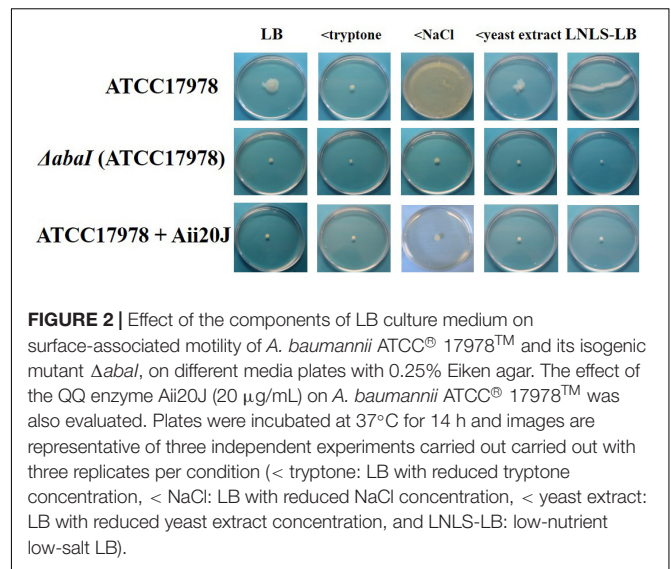 LB <tryptone <NaCl <yeast extract LNLS-LB
ATCC17978
ΔabaI (ATCC17978)
ATCC17978 + Aii20J
FIGURE 2 | Effect of the components of LB culture medium on
surface-associated motility of A. baumannii ATCC® 17978™ and its isogenic
mutant ΔabaI, on different media plates with 0.25% Eiken agar. The effect of
the QQ enzyme Aii20J (20 μg/mL) on A. baumannii ATCC® 17978™ was
also evaluated. Plates were incubated at 37°C for 14 h and images are
representative of three independent experiments carried out carried out with
three replicates per condition (< tryptone: LB with reduced tryptone
concentration, < NaCl: LB with reduced NaCl concentration, < yeast extract:
LB with reduced yeast extract concentration, and LNLS-LB: low-nutrient
low-salt LB).